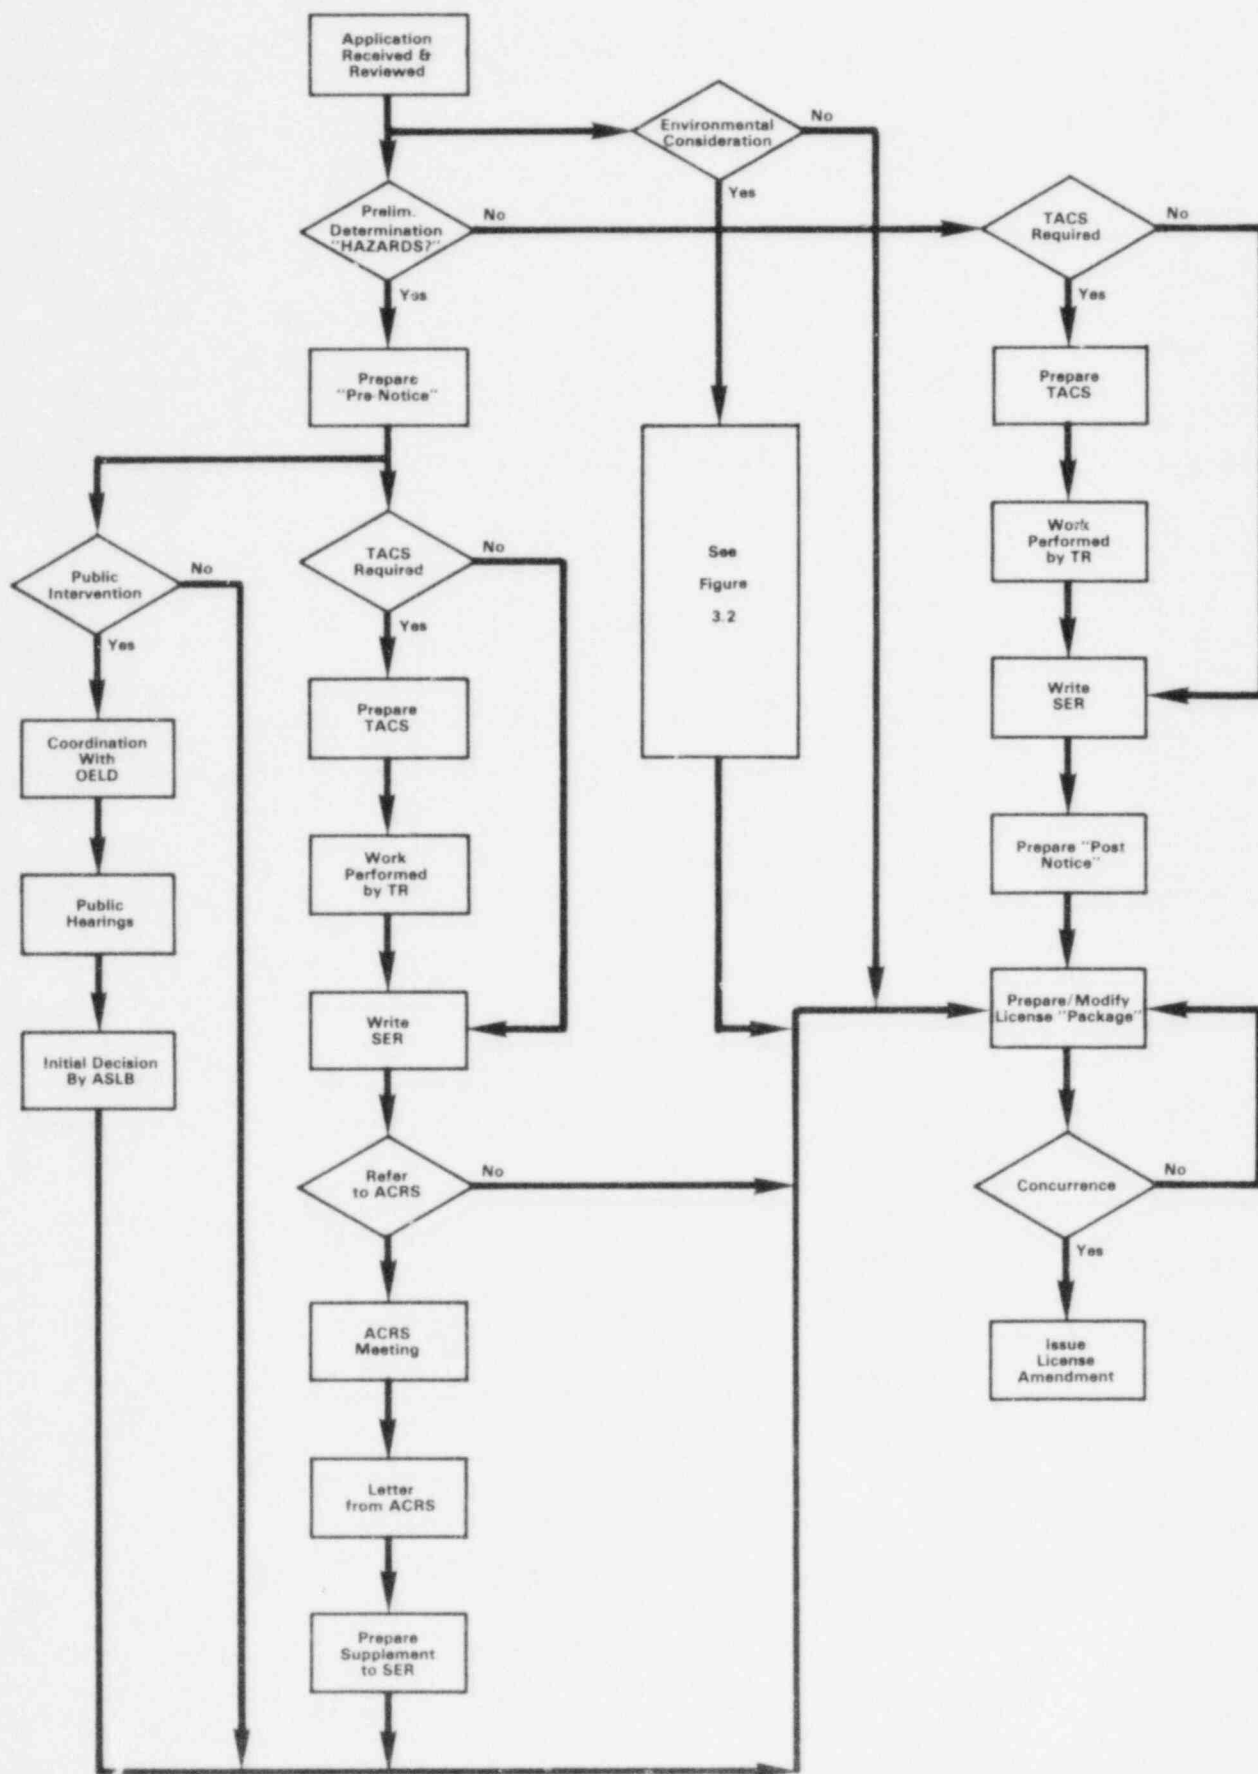 Application
Received &
Reviewed
Environmental
Consideration
No
Yes
Prelim.
Determination
"HAZARDS?"
No
Yes
TACS
Required
No
Yes
Prepare
"Pre-Notice"
Prepare
TACS
Public
Intervention
No
Yes
TACS
Required
No
Yes
See
Figure
3.2
Work
Performed
by TR
Coordination
With
OELD
Prepare
TACS
Write
SER
Public
Hearings
Work
Performed
by TR
Prepare "Post
Notice"
Initial Decision
By ASLB
Write
SER
Prepare/Modify
License "Package"
Refer
to ACRS
No
Concurrence
No
Yes
ACRS
Meeting
Issue
License
Amendment
Letter
from ACRS
Prepare
Supplement
to SER